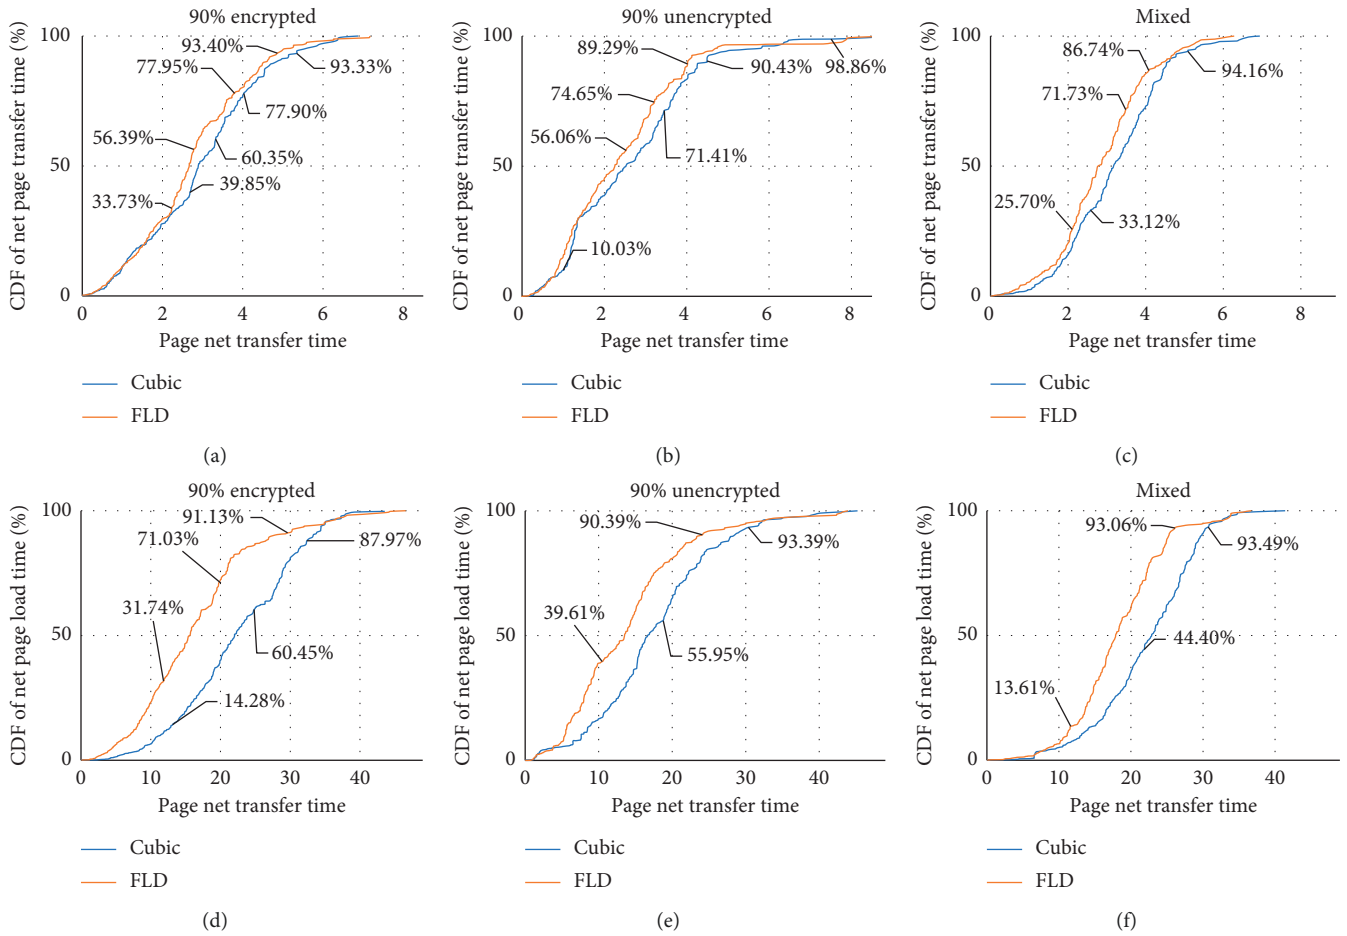 90% encrypted
CDF of net page transfer time (%)
100
50
0
93.40%
77.95%
56.39%
33.73%
93.33%
77.90%
60.35%
39.85%
0 2 4 6 8
Page net transfer time
Cubic
FLD
(a)
90% unencrypted
CDF of net page transfer time (%)
100
50
0
89.29%
74.65%
56.06%
10.03%
90.43%
98.86%
71.41%
0 2 4 6 8
Page net transfer time
Cubic
FLD
(b)
Mixed
CDF of net page transfer time (%)
100
50
0
86.74%
71.73%
25.70%
94.16%
33.12%
0 2 4 6 8
Page net transfer time
Cubic
FLD
(c)
90% encrypted
CDF of net page load time (%)
100
50
0
91.13%
71.03%
31.74%
87.97%
60.45%
14.28%
0 10 20 30 40
Page net transfer time
Cubic
FLD
(d)
90% unencrypted
CDF of net page load time (%)
100
50
0
90.39%
39.61%
93.39%
55.95%
0 10 20 30 40
Page net transfer time
Cubic
FLD
(e)
Mixed
CDF of net page load time (%)
100
50
0
93.06%
13.61%
93.49%
44.40%
0 10 20 30 40
Page net transfer time
Cubic
FLD
(f)